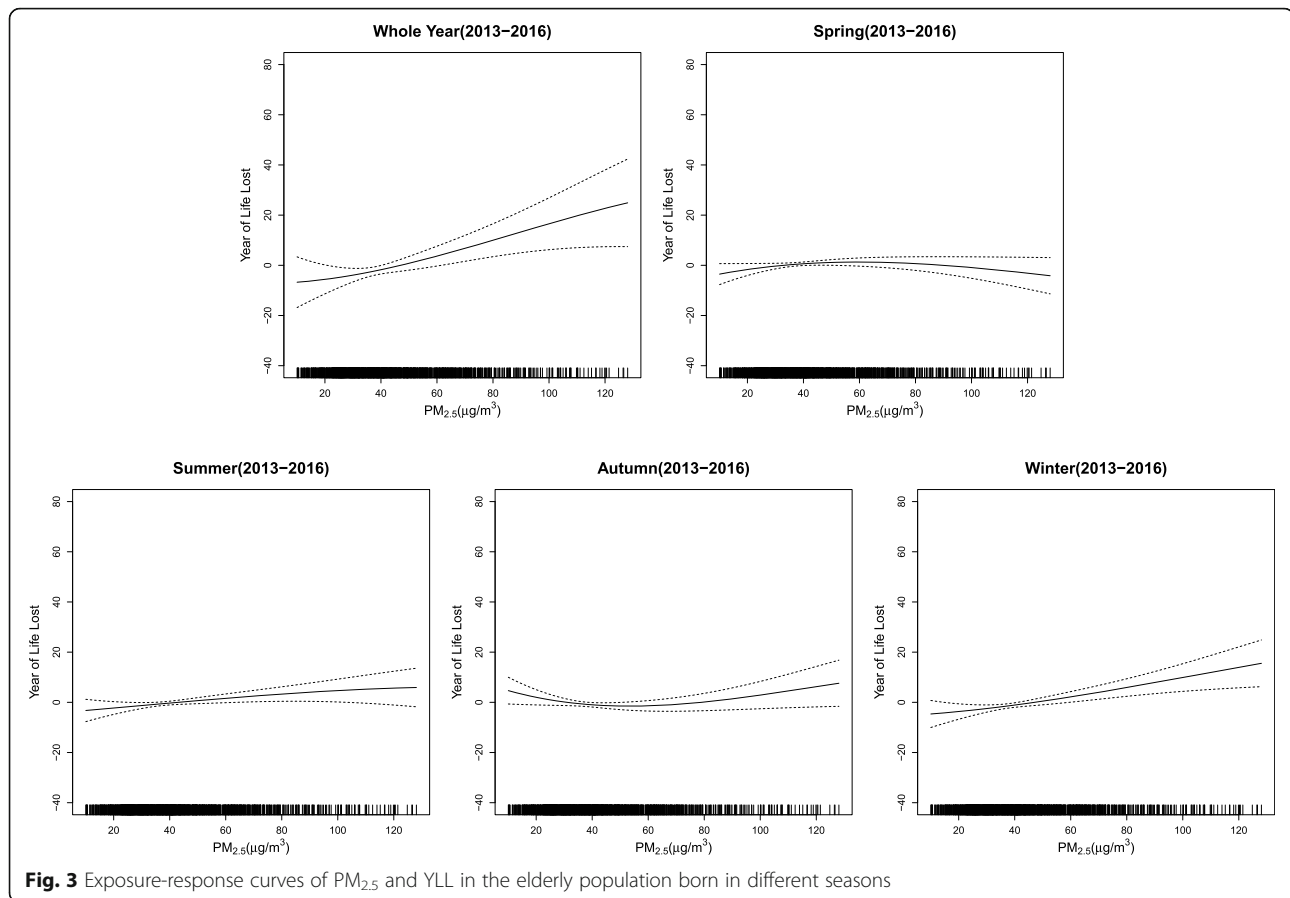 Whole Year(2013−2016)
Year of Life Lost
80
60
40
20
0
−20
−40
20 40 60 80 100 120
PM2.5(μg/m3)
Spring(2013−2016)
Year of Life Lost
80
60
40
20
0
−20
−40
20 40 60 80 100 120
PM2.5(μg/m3)
Summer(2013−2016)
Year of Life Lost
80
60
40
20
0
−20
−40
20 40 60 80 100 120
PM2.5(μg/m3)
Autumn(2013−2016)
Year of Life Lost
80
60
40
20
0
−20
−40
20 40 60 80 100 120
PM2.5(μg/m3)
Winter(2013−2016)
Year of Life Lost
80
60
40
20
0
−20
−40
20 40 60 80 100 120
PM2.5(μg/m3)
Fig. 3 Exposure-response curves of PM2.5 and YLL in the elderly population born in different seasons